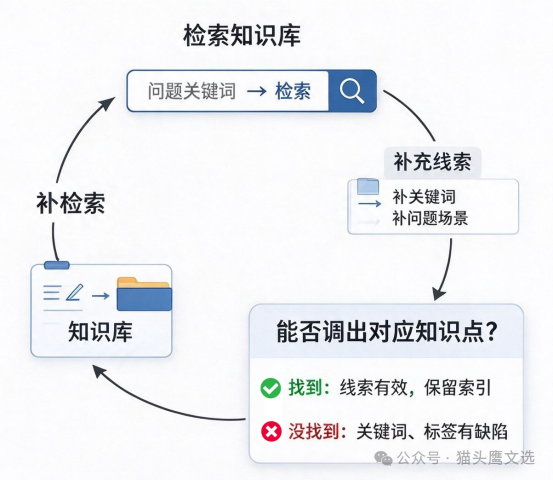 检索知识库
问题关键词 → 检索
补充线索
补关键词
补问题场景
补检索
知识库
能否调出对应知识点?
找到：线索有效，保留索引
没找到：关键词、标签有缺陷
公众号 · 猫头鹰文选